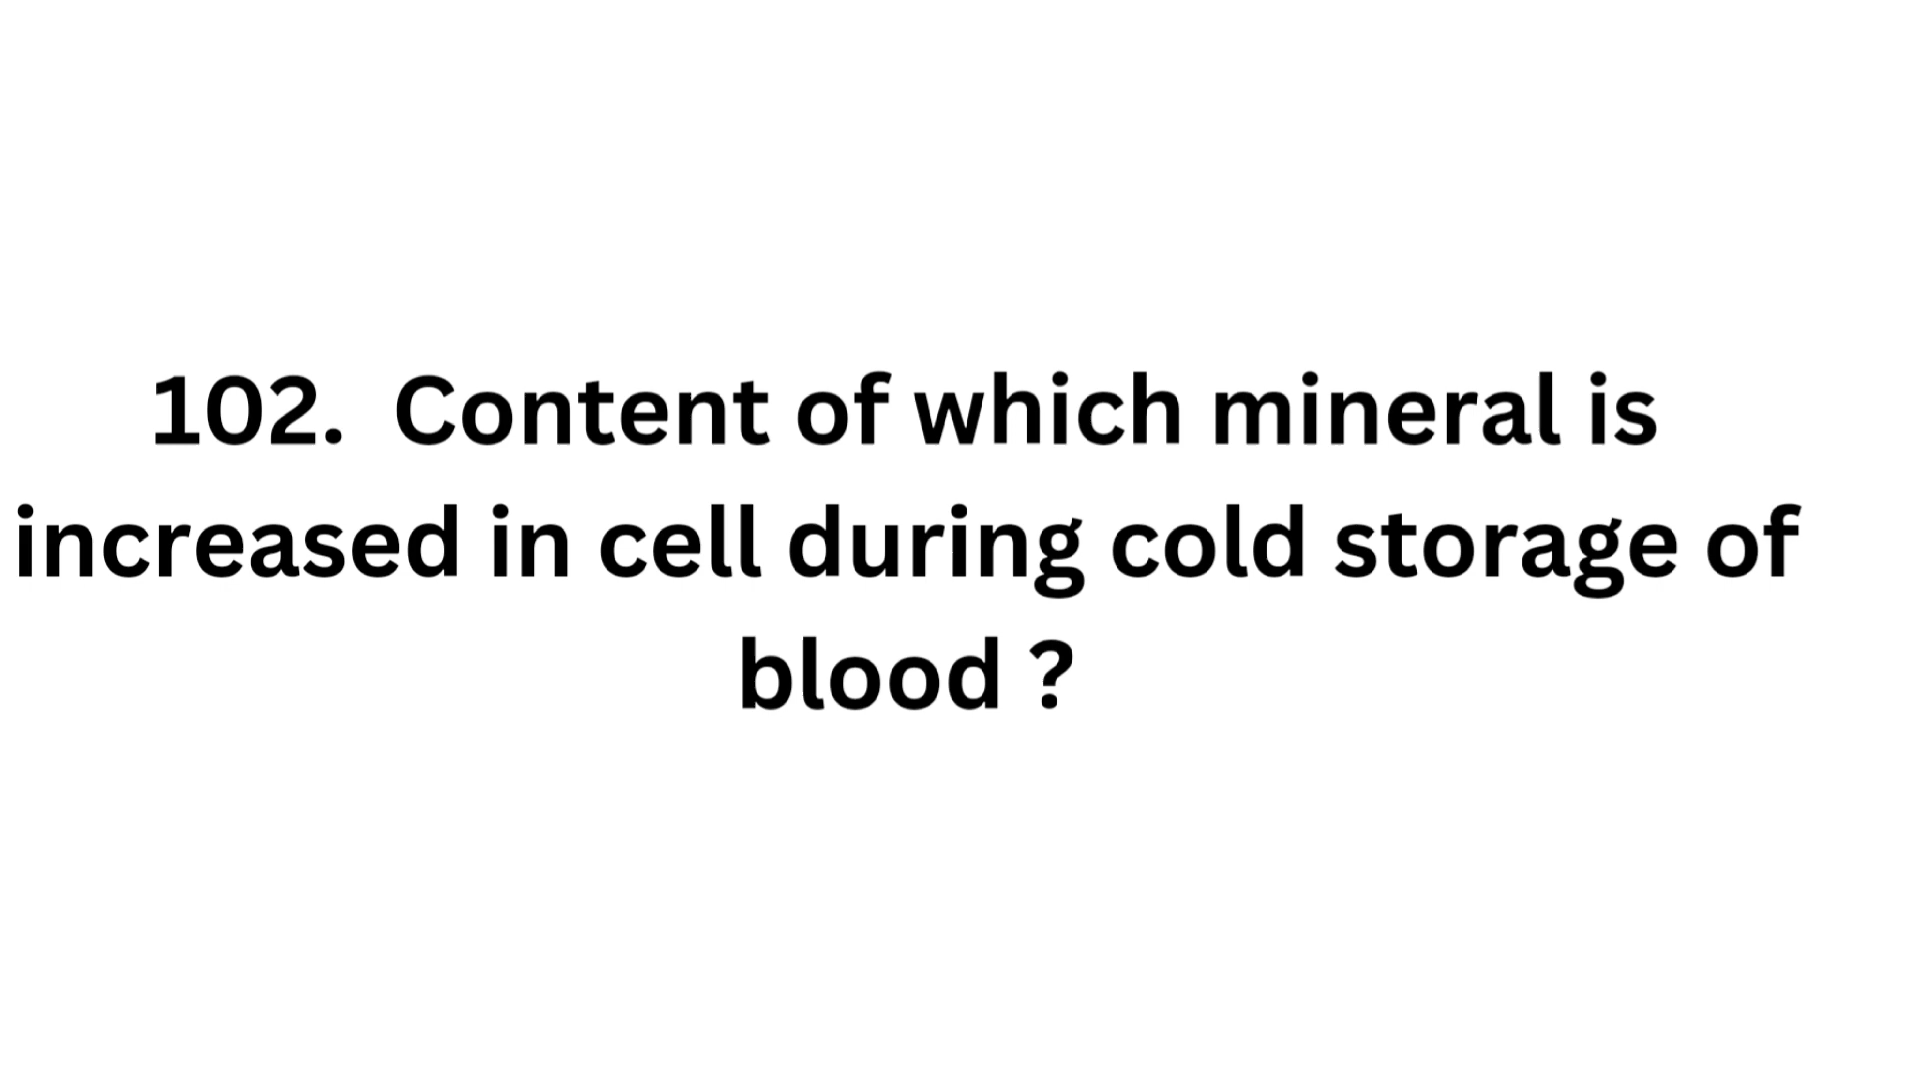 102.  Content of which mineral is
increased in cell during cold storage of
blood ?